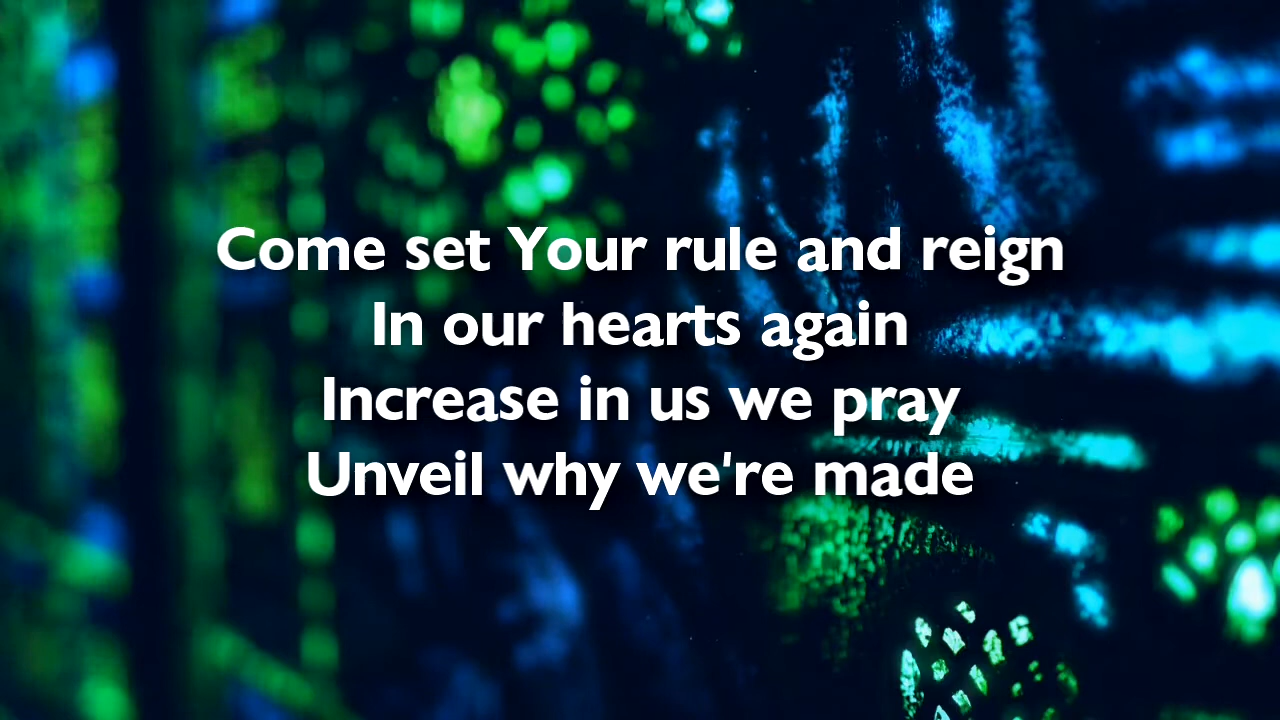 Come set Your rule and reign
In our hearts again
Increase in us we pray
Unveil why we're made